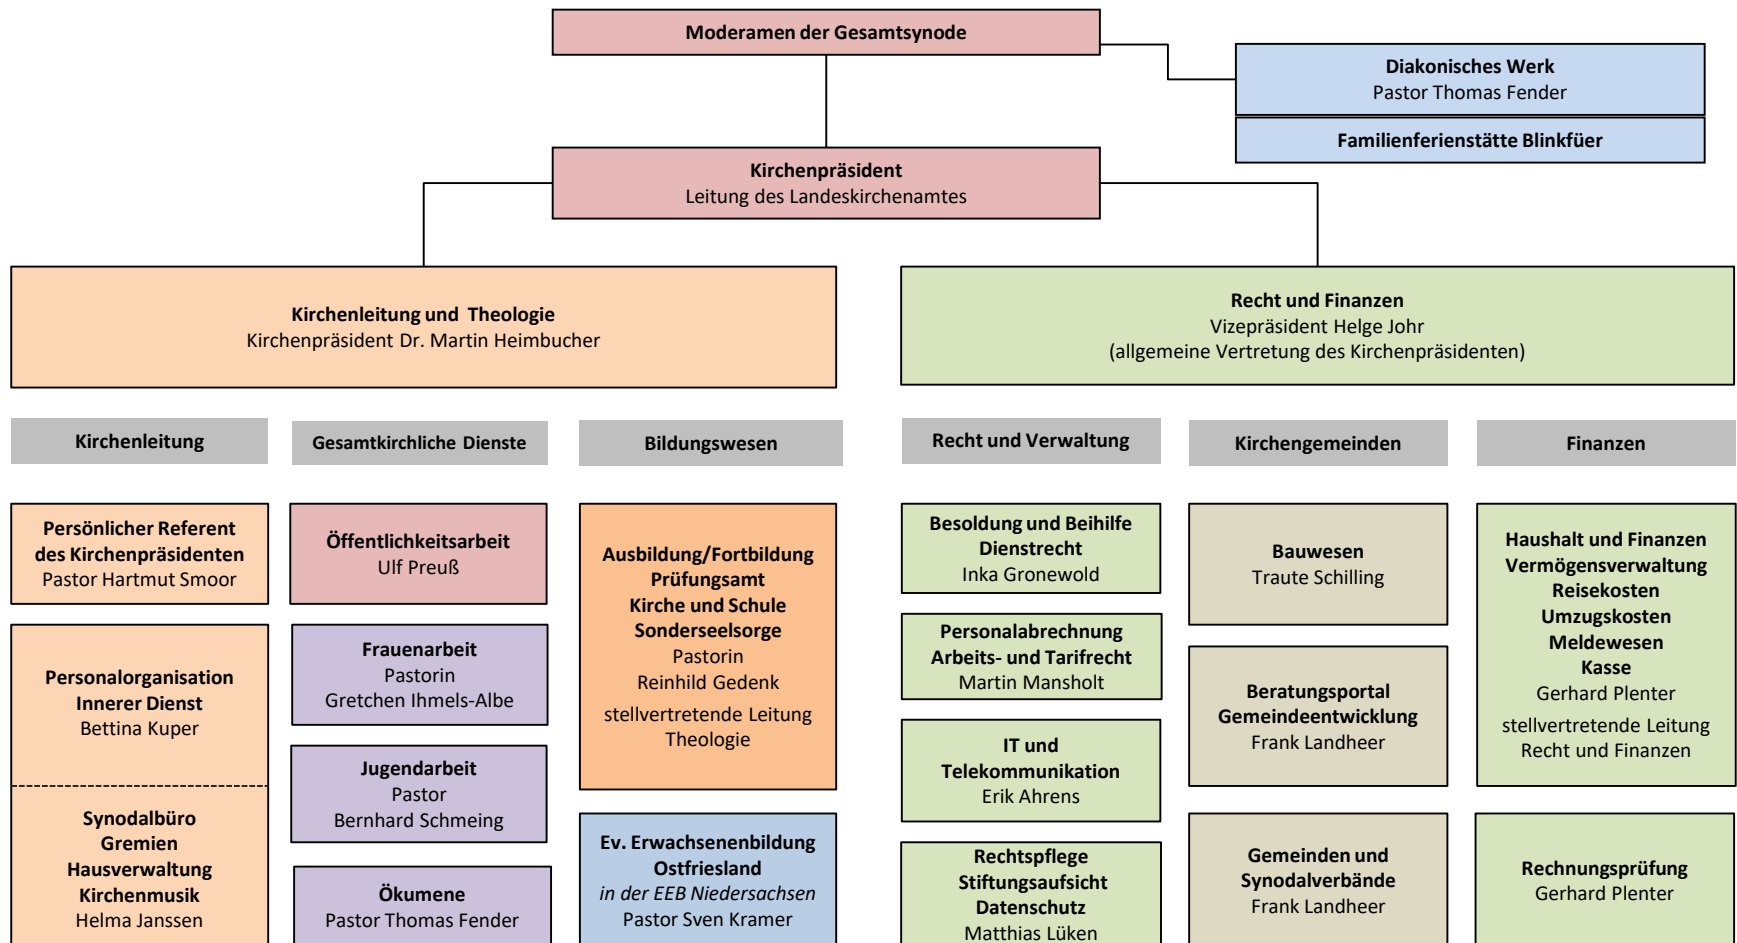 Moderamen der Gesamtsynode
Diakonisches Werk
Pastor Thomas Fender
Familienferienstätte Blinkfüer
Kirchenpräsident
Leitung des Landeskirchenamtes
Kirchenleitung und Theologie
Kirchenpräsident Dr. Martin Heimbucher
Recht und Finanzen
Vizepräsident Helge Johr
(allgemeine Vertretung des Kirchenpräsidenten)
Kirchenleitung
Gesamtkirchliche Dienste
Bildungswesen
Recht und Verwaltung
Kirchengemeinden
Finanzen
Persönlicher Referent
des Kirchenpräsidenten
Pastor Hartmut Smoor
Personalorganisation
Innerer Dienst
Bettina Kuper
Synodalbüro
Gremien
Hausverwaltung
Kirchenmusik
Helma Janssen
Öffentlichkeitsarbeit
Ulf Preuß
Frauenarbeit
Pastorin
Gretchen Ihmels-Albe
Jugendarbeit
Pastor
Bernhard Schmeing
Ökumene
Pastor Thomas Fender
Ausbildung/Fortbildung
Prüfungsamt
Kirche und Schule
Sonderseelsorge
Pastorin
Reinhild Gedenk
stellvertretende Leitung
Theologie
Ev. Erwachsenenbildung
Ostfriesland
in der EEB Niedersachsen
Pastor Sven Kramer
Besoldung und Beihilfe
Dienstrecht
Inka Gronewold
Personalabrechnung
Arbeits- und Tarifrecht
Martin Mansholt
IT und
Telekommunikation
Erik Ahrens
Rechtspflege
Stiftungsaufsicht
Datenschutz
Matthias Lüken
Bauwesen
Traute Schilling
Beratungsportal
Gemeindeentwicklung
Frank Landheer
Gemeinden und
Synodalverbände
Frank Landheer
Haushalt und Finanzen
Vermögensverwaltung
Reisekosten
Umzugskosten
Meldewesen
Kasse
Gerhard Plenter
stellvertretende Leitung
Recht und Finanzen
Rechnungsprüfung
Gerhard Plenter